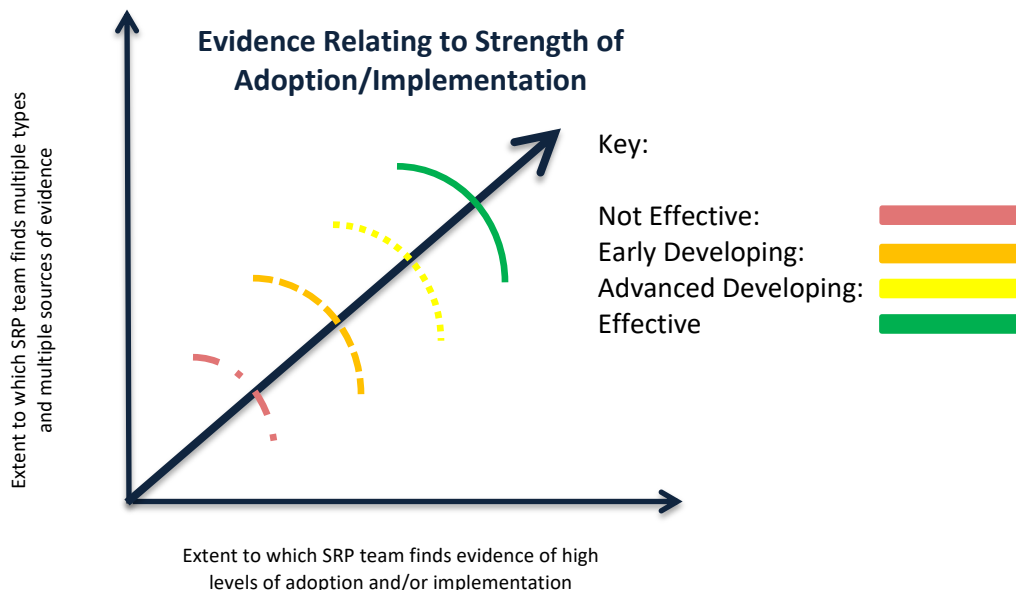 Evidence Relating to Strength of
Adoption/Implementation
Extent to which SRP team finds multiple types
and multiple sources of evidence
Key:
Not Effective:
Early Developing:
Advanced Developing:
Effective
Extent to which SRP team finds evidence of high
levels of adoption and/or implementation